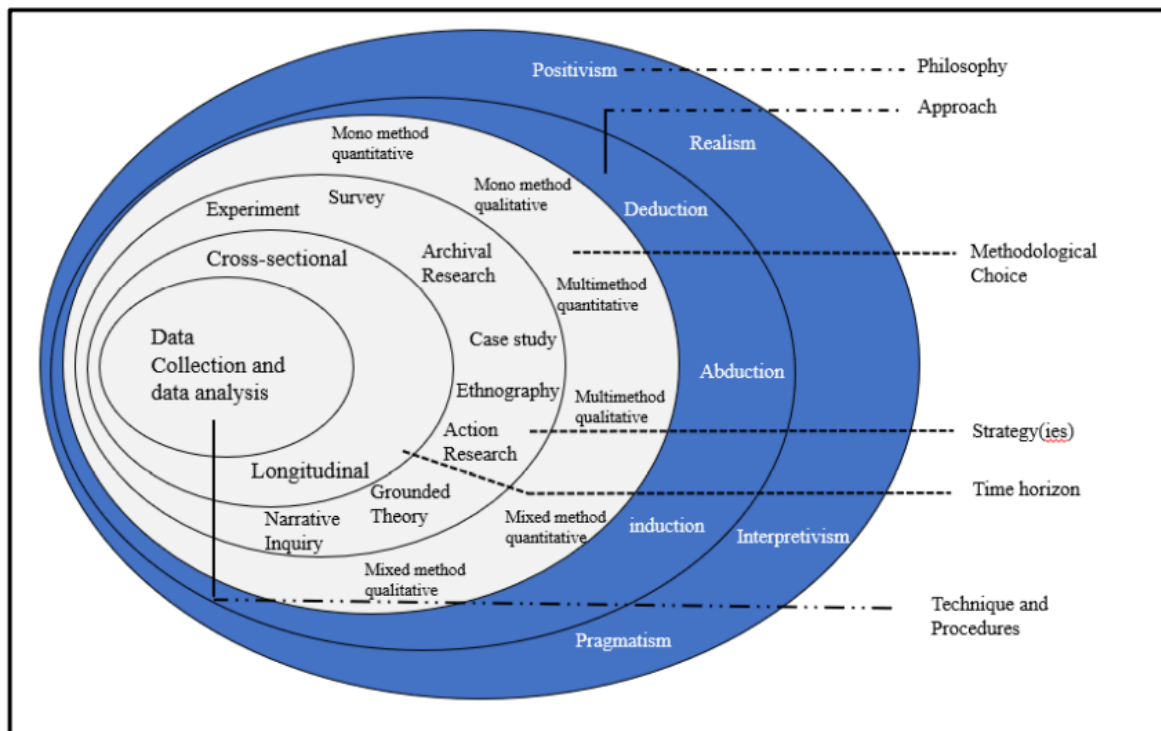 Positivism
Philosophy
Approach
Realism
Mono method
quantitative
Mono method
qualitative
Deduction
Survey
Experiment
Archival
Research
Cross-sectional
Methodological
Choice
Multimethod
quantitative
Data
Collection and
data analysis
Case study
Abduction
Ethnography
Multimethod
qualitative
Action
Research
Strategy(ies)
Longitudinal
Time horizon
Grounded
Theory
Narrative
Inquiry
Mixed method
quantitative
induction
Interpretivism
Mixed method
qualitative
Technique and
Procedures
Pragmatism